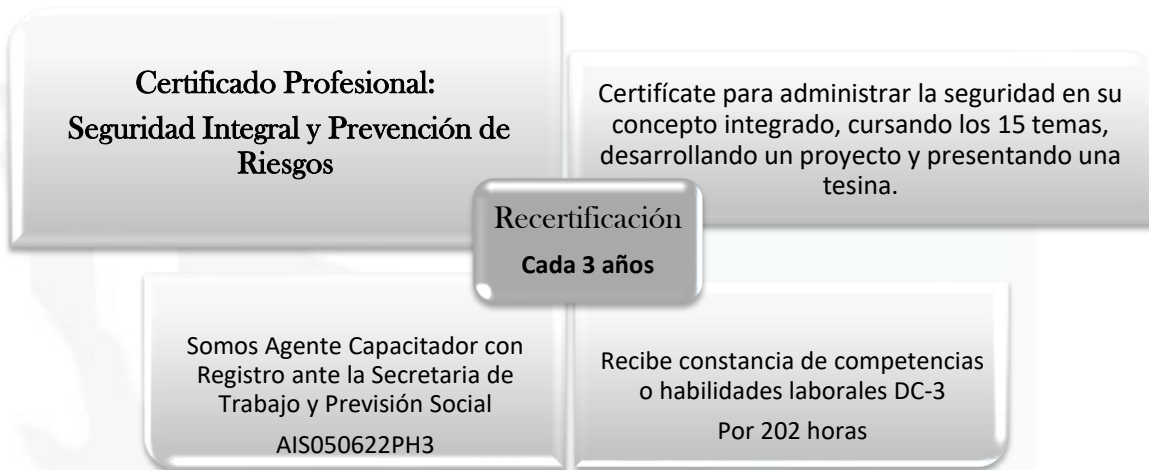 Certificado Profesional:
Seguridad Integral y Prevención de
Riesgos
Certifícate para administrar la seguridad en su
concepto integrado, cursando los 15 temas,
desarrollando un proyecto y presentando una
tesina.
Recertificación
Cada 3 años
Somos Agente Capacitador con
Registro ante la Secretaria de
Trabajo y Previsión Social
AIS050622PH3
Recibe constancia de competencias
o habilidades laborales DC-3
Por 202 horas